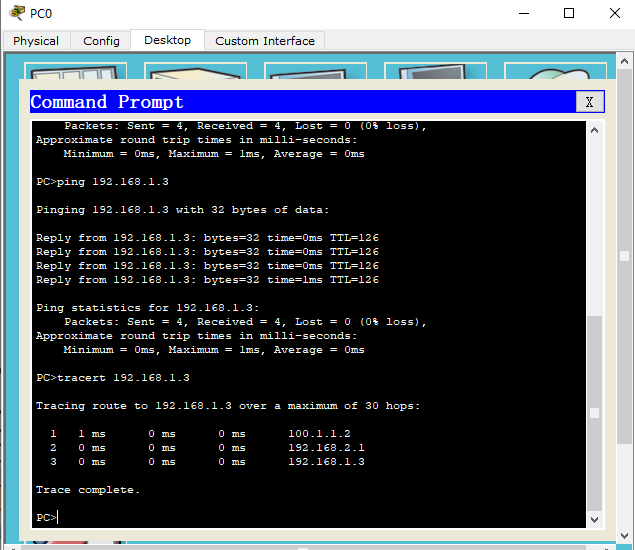 PC0
Physical Config Desktop Custom Interface
Command Prompt X
Packets: Sent = 4, Received = 4, Lost = 0 (0% loss),
Approximate round trip times in milli-seconds:
Minimum = 0ms, Maximum = 1ms, Average = 0ms
PC>ping 192.168.1.3
Pinging 192.168.1.3 with 32 bytes of data:
Reply from 192.168.1.3: bytes=32 time=0ms TTL=126
Reply from 192.168.1.3: bytes=32 time=0ms TTL=126
Reply from 192.168.1.3: bytes=32 time=0ms TTL=126
Reply from 192.168.1.3: bytes=32 time=1ms TTL=126
Ping statistics for 192.168.1.3:
Packets: Sent = 4, Received = 4, Lost = 0 (0% loss),
Approximate round trip times in milli-seconds:
Minimum = 0ms, Maximum = 1ms, Average = 0ms
PC>tracert 192.168.1.3
Tracing route to 192.168.1.3 over a maximum of 30 hops:
1 1 ms 0 ms 0 ms 100.1.1.2
2 0 ms 0 ms 0 ms 192.168.2.1
3 0 ms 0 ms 0 ms 192.168.1.3
Trace complete.
PC>